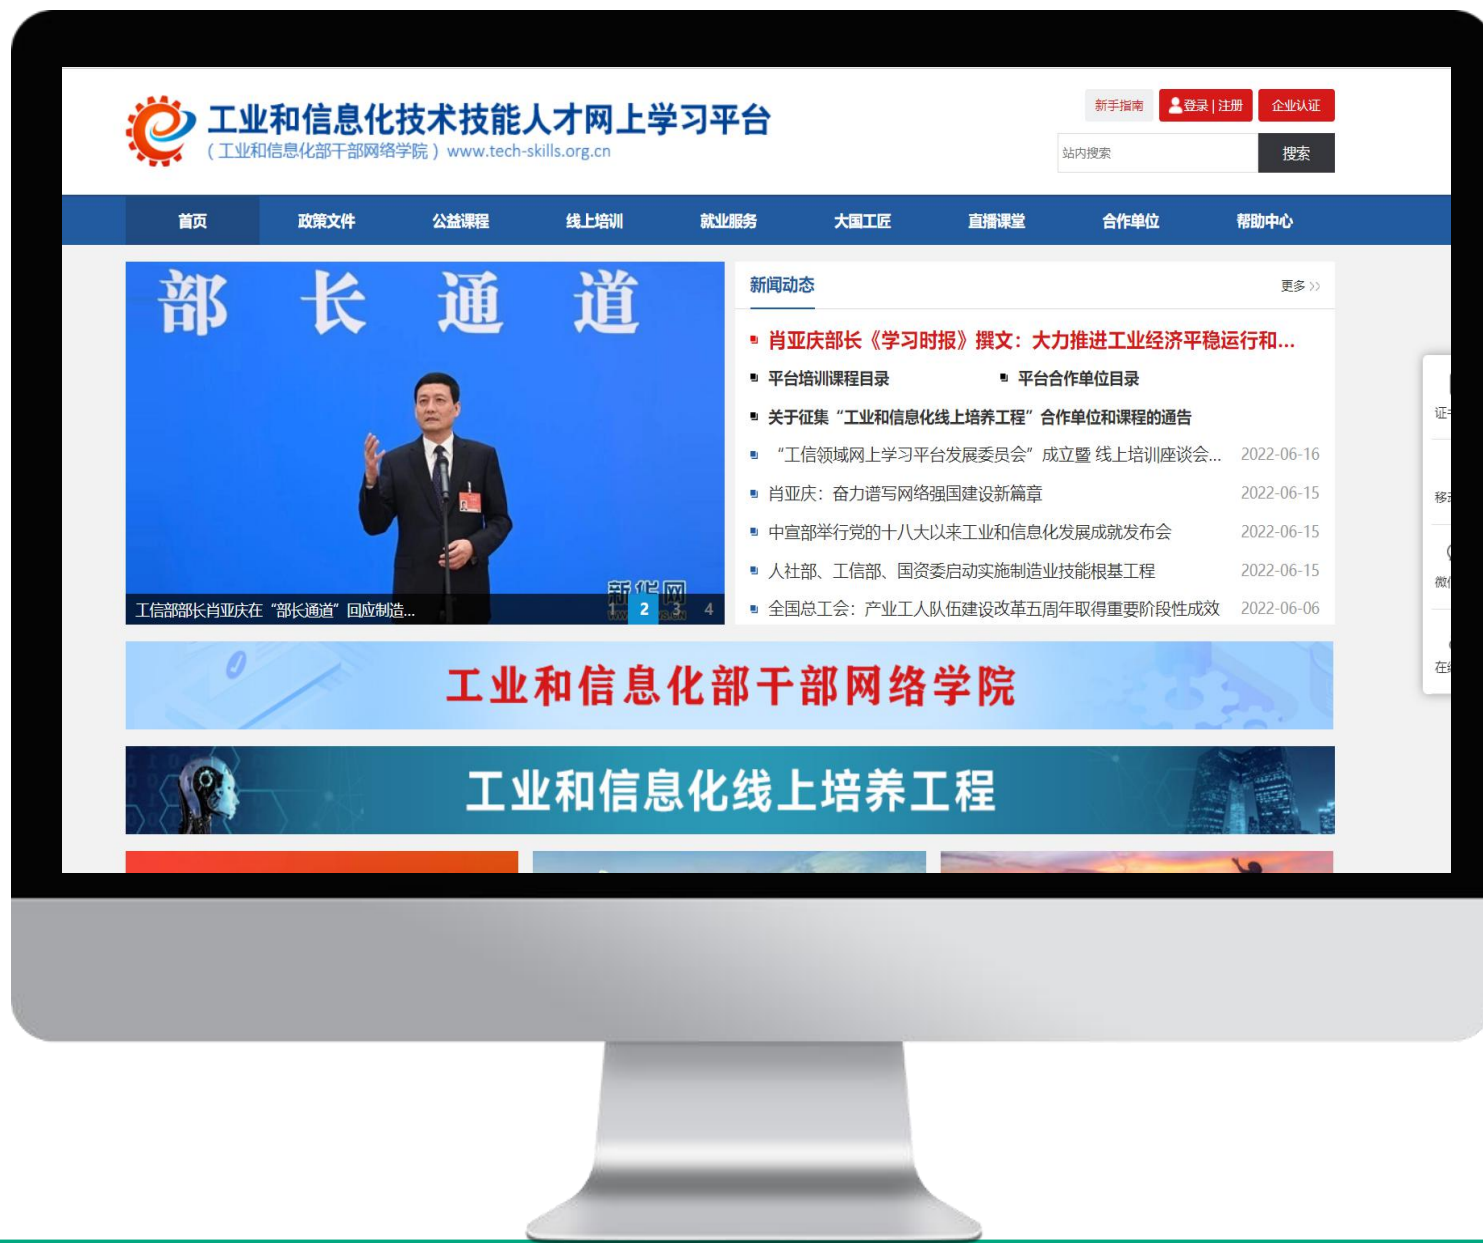 工业和信息化技术技能人才网上学习平台
（工业和信息化部干部网络学院）www.tech-skills.org.cn
新手指南 登录 | 注册 企业认证
站内搜索 搜索
首页 政策文件 公益课程 线上培训 就业服务 大国工匠 直播课堂 合作单位 帮助中心
部长通道
新华网
工信部部长肖亚庆在“部长通道”回应制造...
1 2 3 4
新闻动态 更多
肖亚庆部长《学习时报》撰文：大力推进工业经济平稳运行和...
平台培训课程目录 平台合作单位目录
关于征集“工业和信息化线上培养工程”合作单位和课程的通告
“工信领域网上学习平台发展委员会”成立暨 线上培训座谈会... 2022-06-16
肖亚庆：奋力谱写网络强国建设新篇章 2022-06-15
中宣部举行党的十八大以来工业和信息化发展成就发布会 2022-06-15
人社部、工信部、国资委启动实施制造业技能根基工程 2022-06-15
全国总工会：产业工人队伍建设改革五周年取得重要阶段性成效 2022-06-06
工业和信息化部干部网络学院
工业和信息化线上培养工程